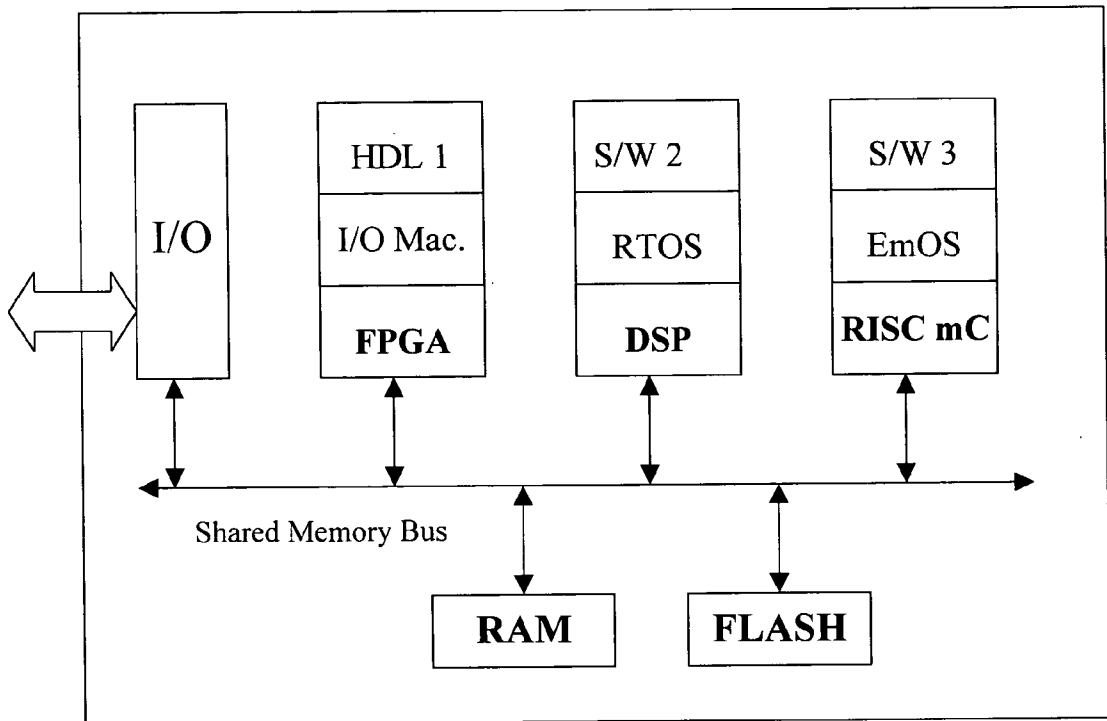 I/O
HDL 1
I/O Mac.
FPGA
S/W 2
RTOS
DSP
S/W 3
EmOS
RISC mC
Shared Memory Bus
RAM
FLASH